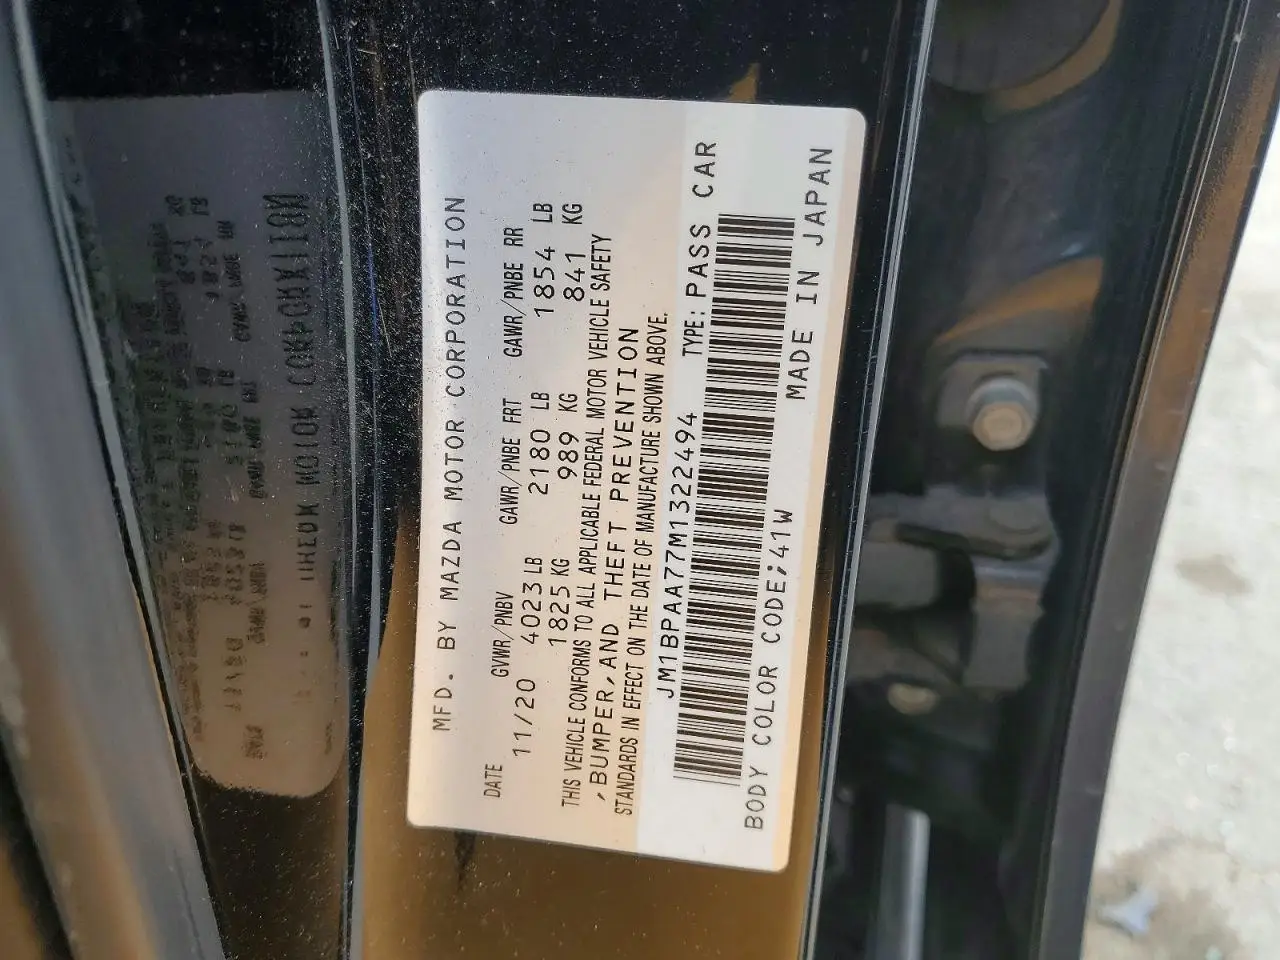 MFD. BY MAZDA MOTOR CORPORATION
DATE GVWR/PNBV GAWR/PNBE FRT GAWR/PNBE RR
11/20 4023 LB 2180 LB 1854 LB
1825 KG 989 KG 841 KG
THIS VEHICLE CONFORMS TO ALL APPLICABLE FEDERAL MOTOR VEHICLE SAFETY
,BUMPER,AND THEFT PREVENTION
STANDARDS IN EFFECT ON THE DATE OF MANUFACTURE SHOWN ABOVE.
JM1BPAA77M1322494 TYPE:PASS CAR
BODY COLOR CODE;41W MADE IN JAPAN